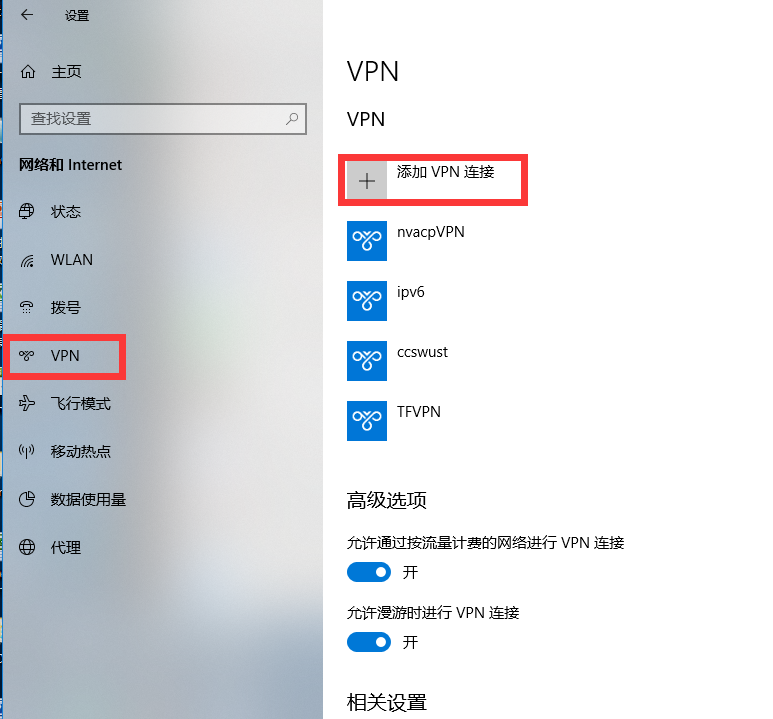 设置
主页
查找设置
网络和 Internet
状态
WLAN
拨号
VPN
飞行模式
移动热点
数据使用量
代理
VPN
VPN
添加 VPN 连接
nvacpVPN
ipv6
ccswust
TFVPN
高级选项
允许通过按流量计费的网络进行 VPN 连接
开
允许漫游时进行 VPN 连接
开
相关设置